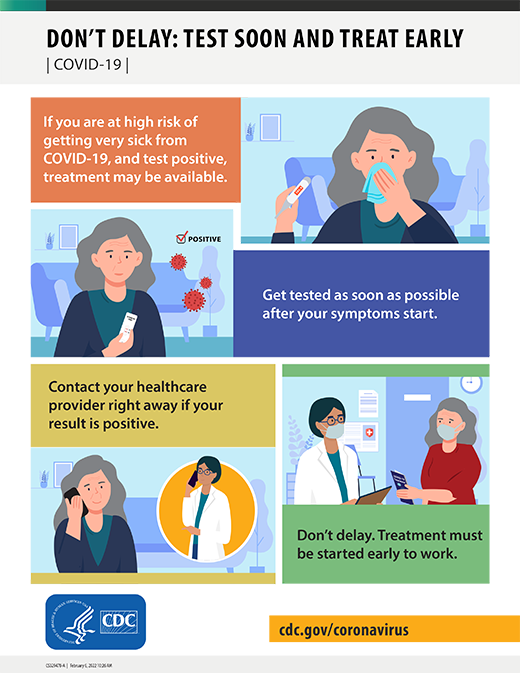 DON'T DELAY: TEST SOON AND TREAT EARLY
| COVID-19 |
If you are at high risk of
getting very sick from
COVID-19, and test positive,
treatment may be available.
POSITIVE
Get tested as soon as possible
after your symptoms start.
Contact your healthcare
provider right away if your
result is positive.
Don't delay. Treatment must
be started early to work.
CDC
cdc.gov/coronavirus